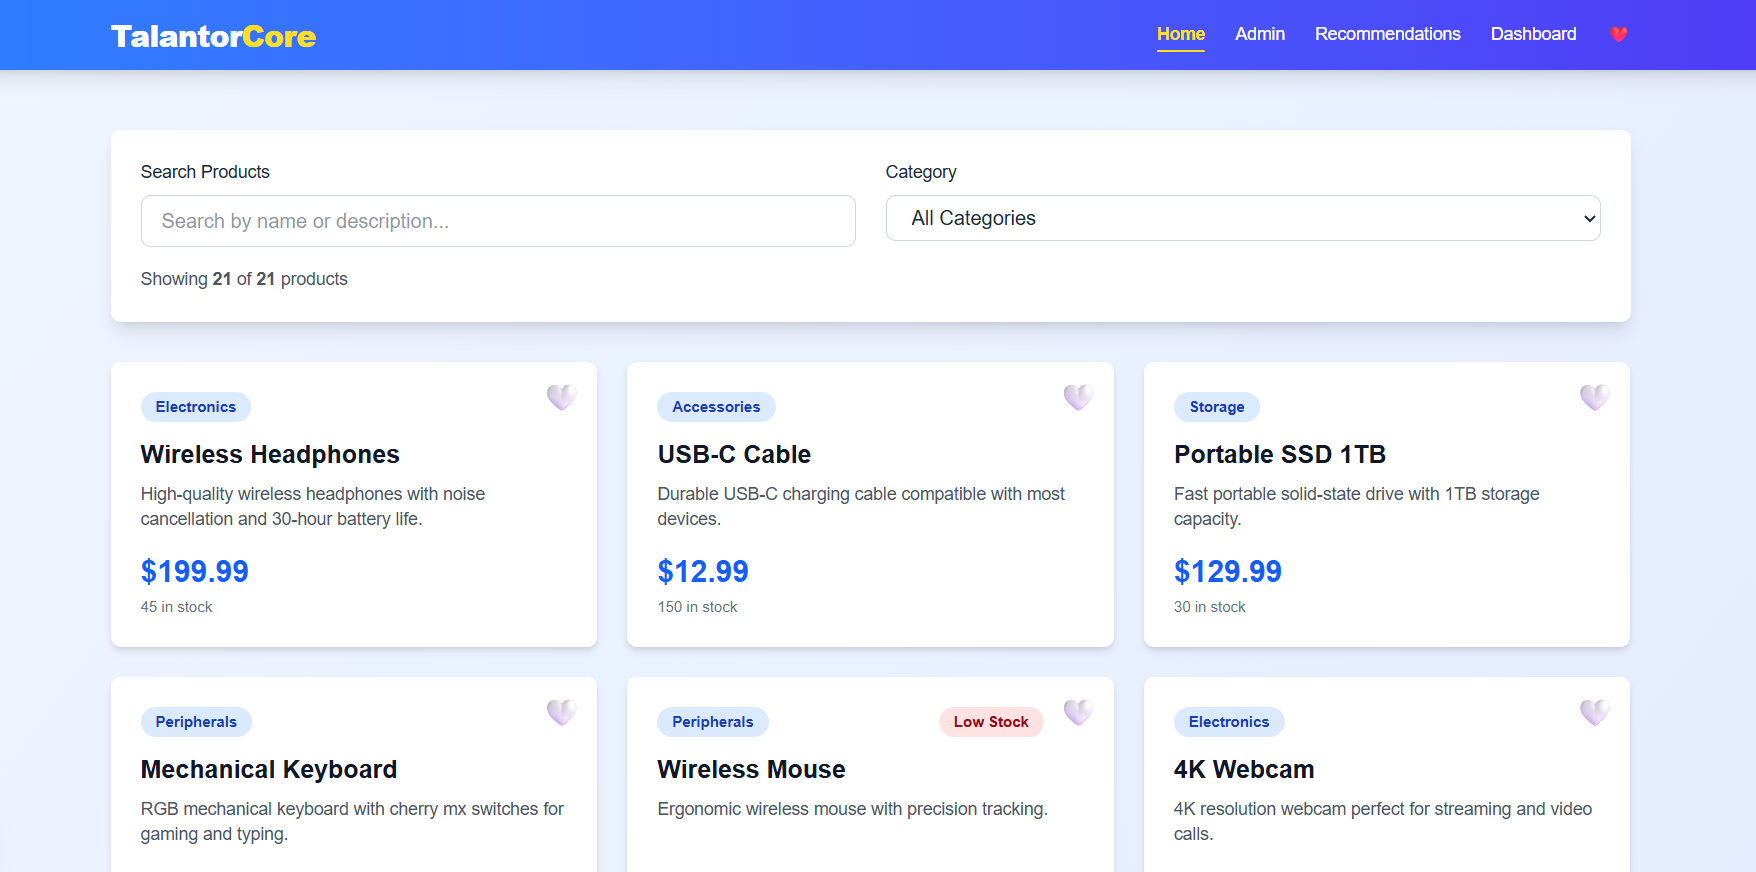 TalantorCore
Home Admin Recommendations Dashboard
Search Products
Category
Search by name or description...
All Categories
Showing 21 of 21 products
Electronics
Wireless Headphones
High-quality wireless headphones with noise
cancellation and 30-hour battery life.
$199.99
45 in stock
Accessories
USB-C Cable
Durable USB-C charging cable compatible with most
devices.
$12.99
150 in stock
Storage
Portable SSD 1TB
Fast portable solid-state drive with 1TB storage
capacity.
$129.99
30 in stock
Peripherals
Mechanical Keyboard
RGB mechanical keyboard with cherry mx switches for
gaming and typing.
Peripherals
Low Stock
Wireless Mouse
Ergonomic wireless mouse with precision tracking.
Electronics
4K Webcam
4K resolution webcam perfect for streaming and video
calls.